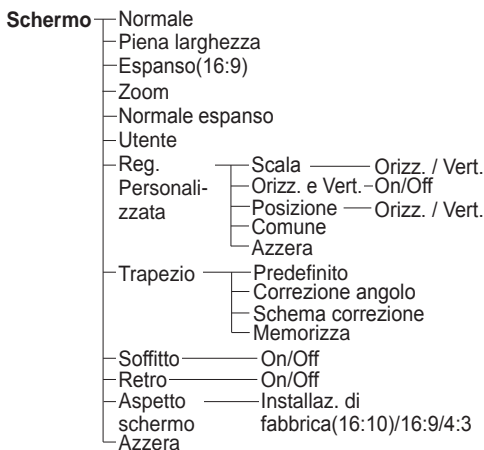 Schermo Normale
Piena larghezza
Espanso(16:9)
Zoom
Normale espanso
Utente
Reg. Scala Orizz. / Vert.
Personali- Orizz. e Vert. On/Off
zzata Posizione Orizz. / Vert.
Comune
Azzera
Trapezio Predefinito
Correzione angolo
Schema correzione
Memorizza
Soffitto On/Off
Retro On/Off
Aspetto Installaz. di
schermo fabbrica(16:10)/16:9/4:3
Azzera